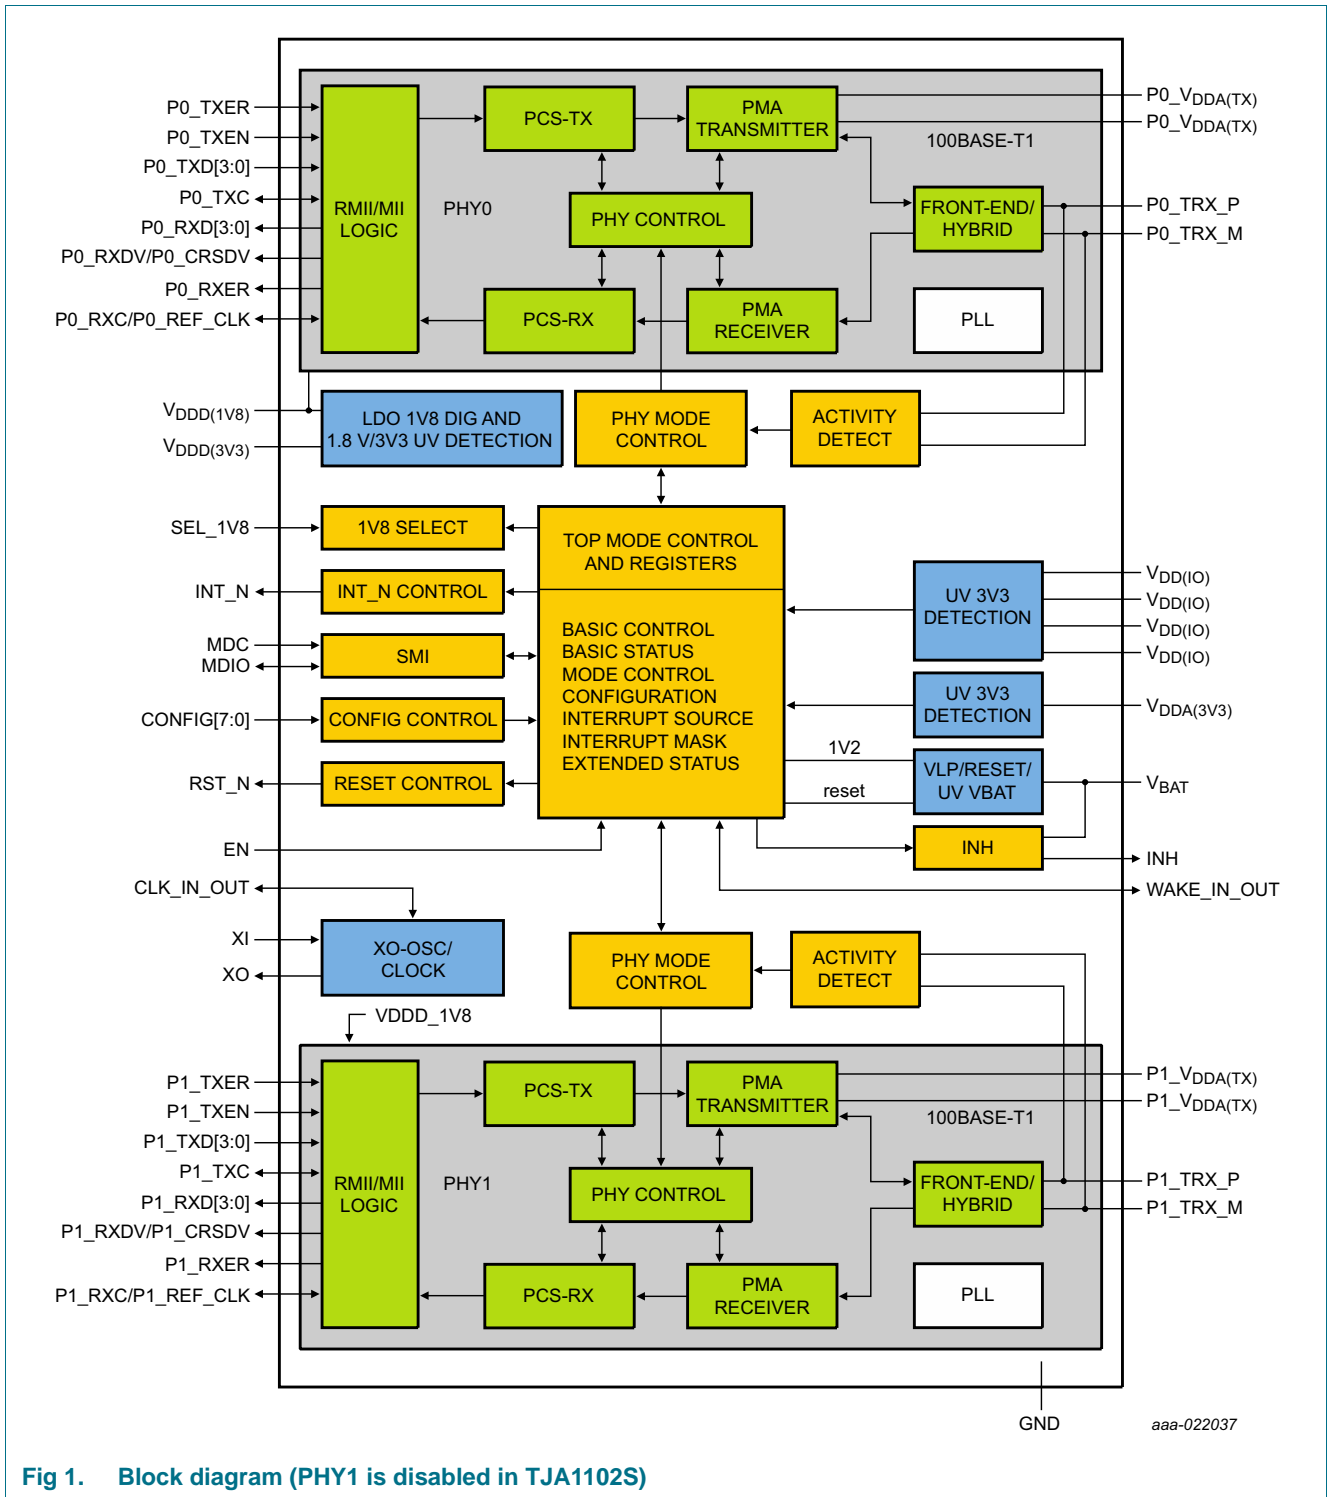 P0_TXER
P0_TXEN
P0_TXD[3:0]
P0_TXC
P0_RXD[3:0]
P0_RXDV/P0_CRSDV
P0_RXER
P0_RXC/P0_REF_CLK
RMII/MII
LOGIC
PHY0
PCS-TX
PMA
TRANSMITTER
100BASE-T1
PHY CONTROL
FRONT-END/
HYBRID
PCS-RX
PMA
RECEIVER
PLL
P0_VDDA(TX)
P0_VDDA(TX)
P0_TRX_P
P0_TRX_M
VDDD(1V8)
VDDD(3V3)
LDO 1V8 DIG AND
1.8 V/3V3 UV DETECTION
PHY MODE
CONTROL
ACTIVITY
DETECT
SEL_1V8
1V8 SELECT
INT_N
INT_N CONTROL
MDC
MDIO
SMI
CONFIG[7:0]
CONFIG CONTROL
RST_N
RESET CONTROL
TOP MODE CONTROL
AND REGISTERS
BASIC CONTROL
BASIC STATUS
MODE CONTROL
CONFIGURATION
INTERRUPT SOURCE
INTERRUPT MASK
EXTENDED STATUS
UV 3V3
DETECTION
VDD(IO)
VDD(IO)
VDD(IO)
VDD(IO)
UV 3V3
DETECTION
VDDA(3V3)
1V2
reset
VLP/RESET/
UV VBAT
VBAT
INH
INH
WAKE_IN_OUT
EN
CLK_IN_OUT
XI
XO
XO-OSC/
CLOCK
PHY MODE
CONTROL
ACTIVITY
DETECT
VDDD_1V8
P1_TXER
P1_TXEN
P1_TXD[3:0]
P1_TXC
P1_RXD[3:0]
P1_RXDV/P1_CRSDV
P1_RXER
P1_RXC/P1_REF_CLK
RMII/MII
LOGIC
PHY1
PCS-TX
PMA
TRANSMITTER
100BASE-T1
PHY CONTROL
FRONT-END/
HYBRID
PCS-RX
PMA
RECEIVER
PLL
P1_VDDA(TX)
P1_VDDA(TX)
P1_TRX_P
P1_TRX_M
GND
aaa-022037
Fig 1. Block diagram (PHY1 is disabled in TJA1102S)